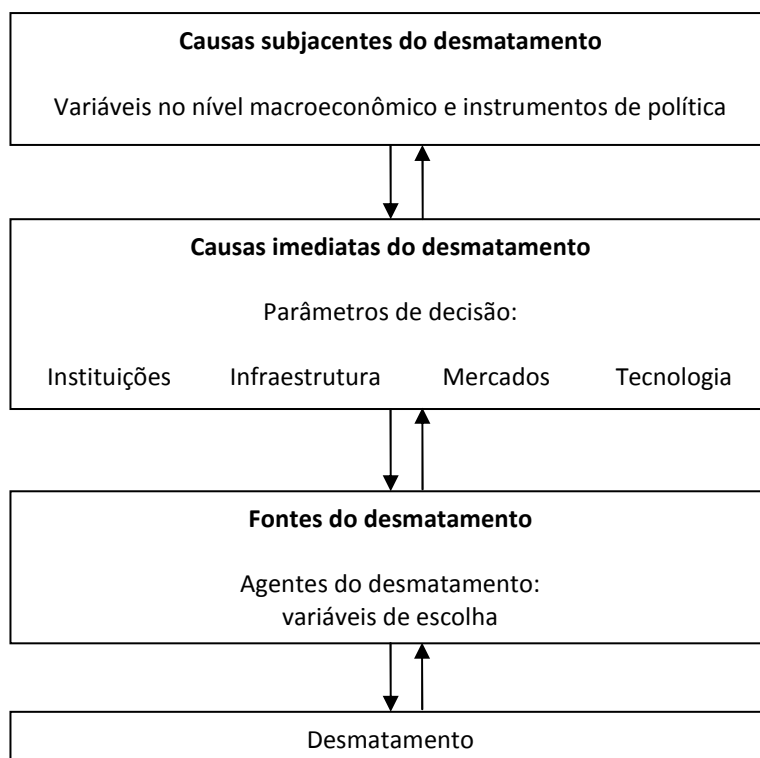 Causas subjacentes do desmatamento
Variáveis no nível macroeconômico e instrumentos de política
Causas imediatas do desmatamento
Parâmetros de decisão:
Instituições Infraestrutura Mercados Tecnologia
Fontes do desmatamento
Agentes do desmatamento:
variáveis de escolha
Desmatamento